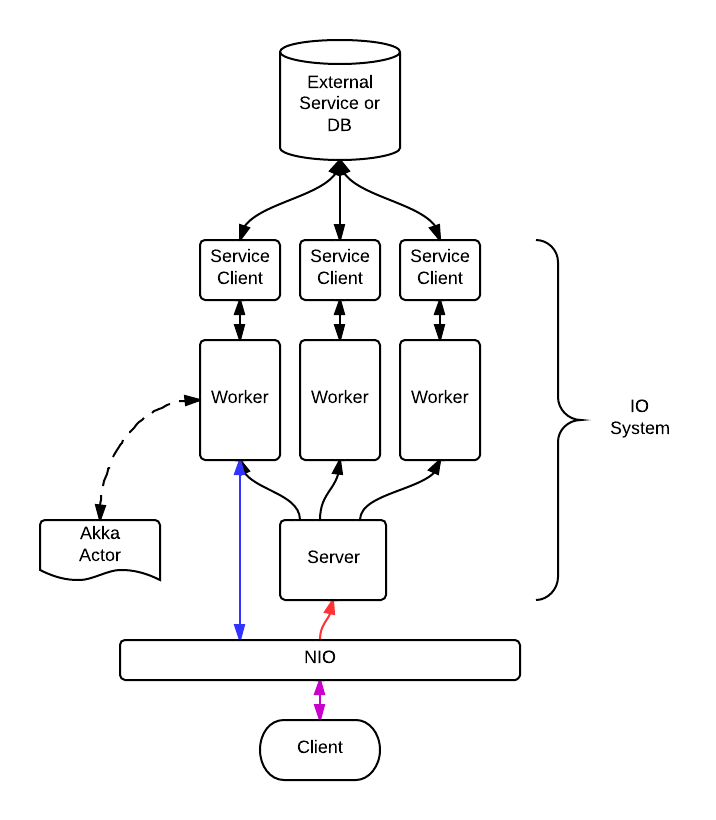 External
Service or
DB
Service
Client
Service
Client
Service
Client
Worker
Worker
Worker
IO
System
Akka
Actor
Server
NIO
Client